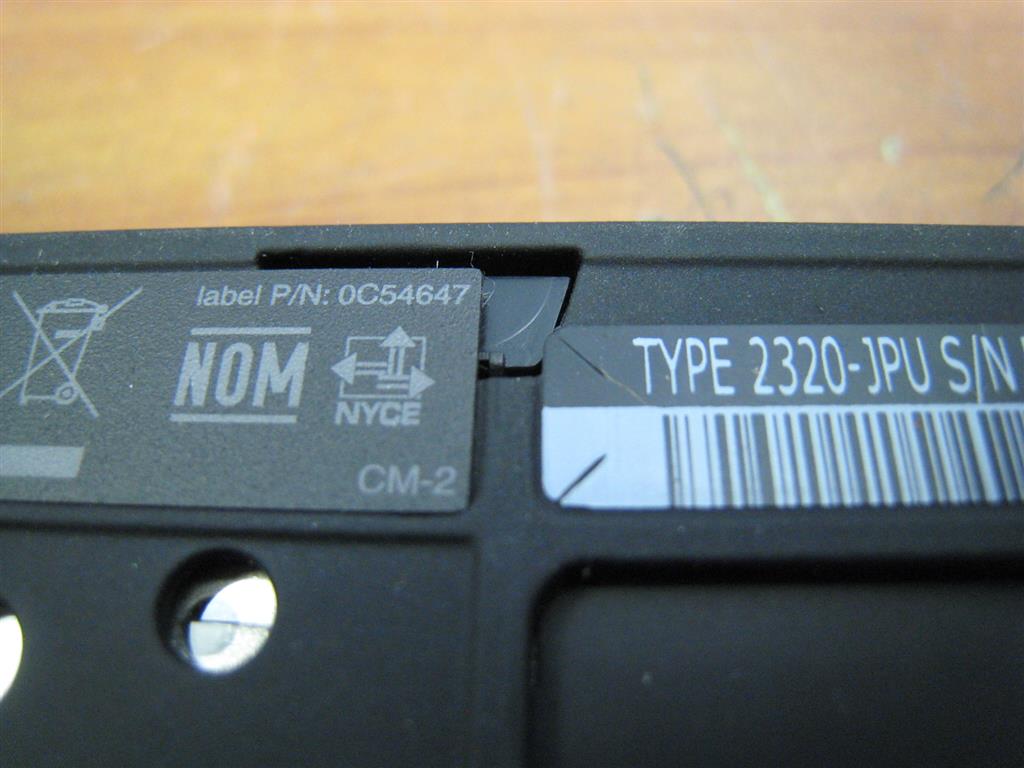 label P/N: 0C54647
NOM
NYCE
CM-2
TYPE 2320-JPU S/N